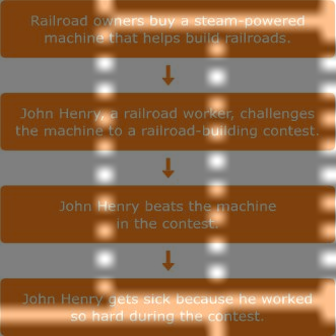 Railroad owners buy a steam-powered
machine that helps build railroads.
John Henry, a railroad worker, challenges
the machine to a railroad-building contest.
John Henry beats the machine
in the contest.
John Henry gets sick because he worked
so hard during the contest.